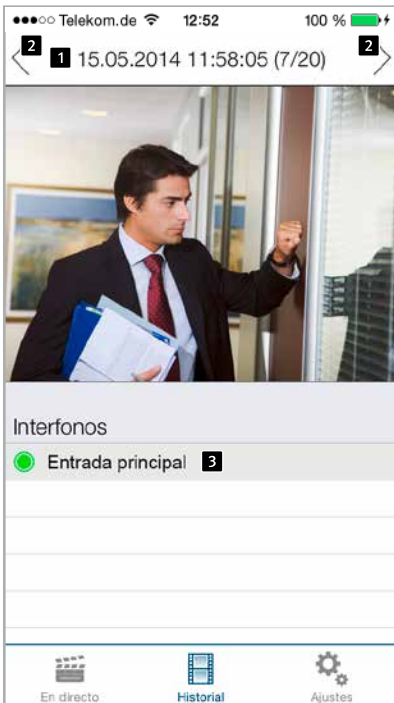 Telekom.de 12:52 100 %
2 1 15.05.2014 11:58:05 (7/20) 2
Interfonos
Entrada principal 3
En directo Historial Ajustes